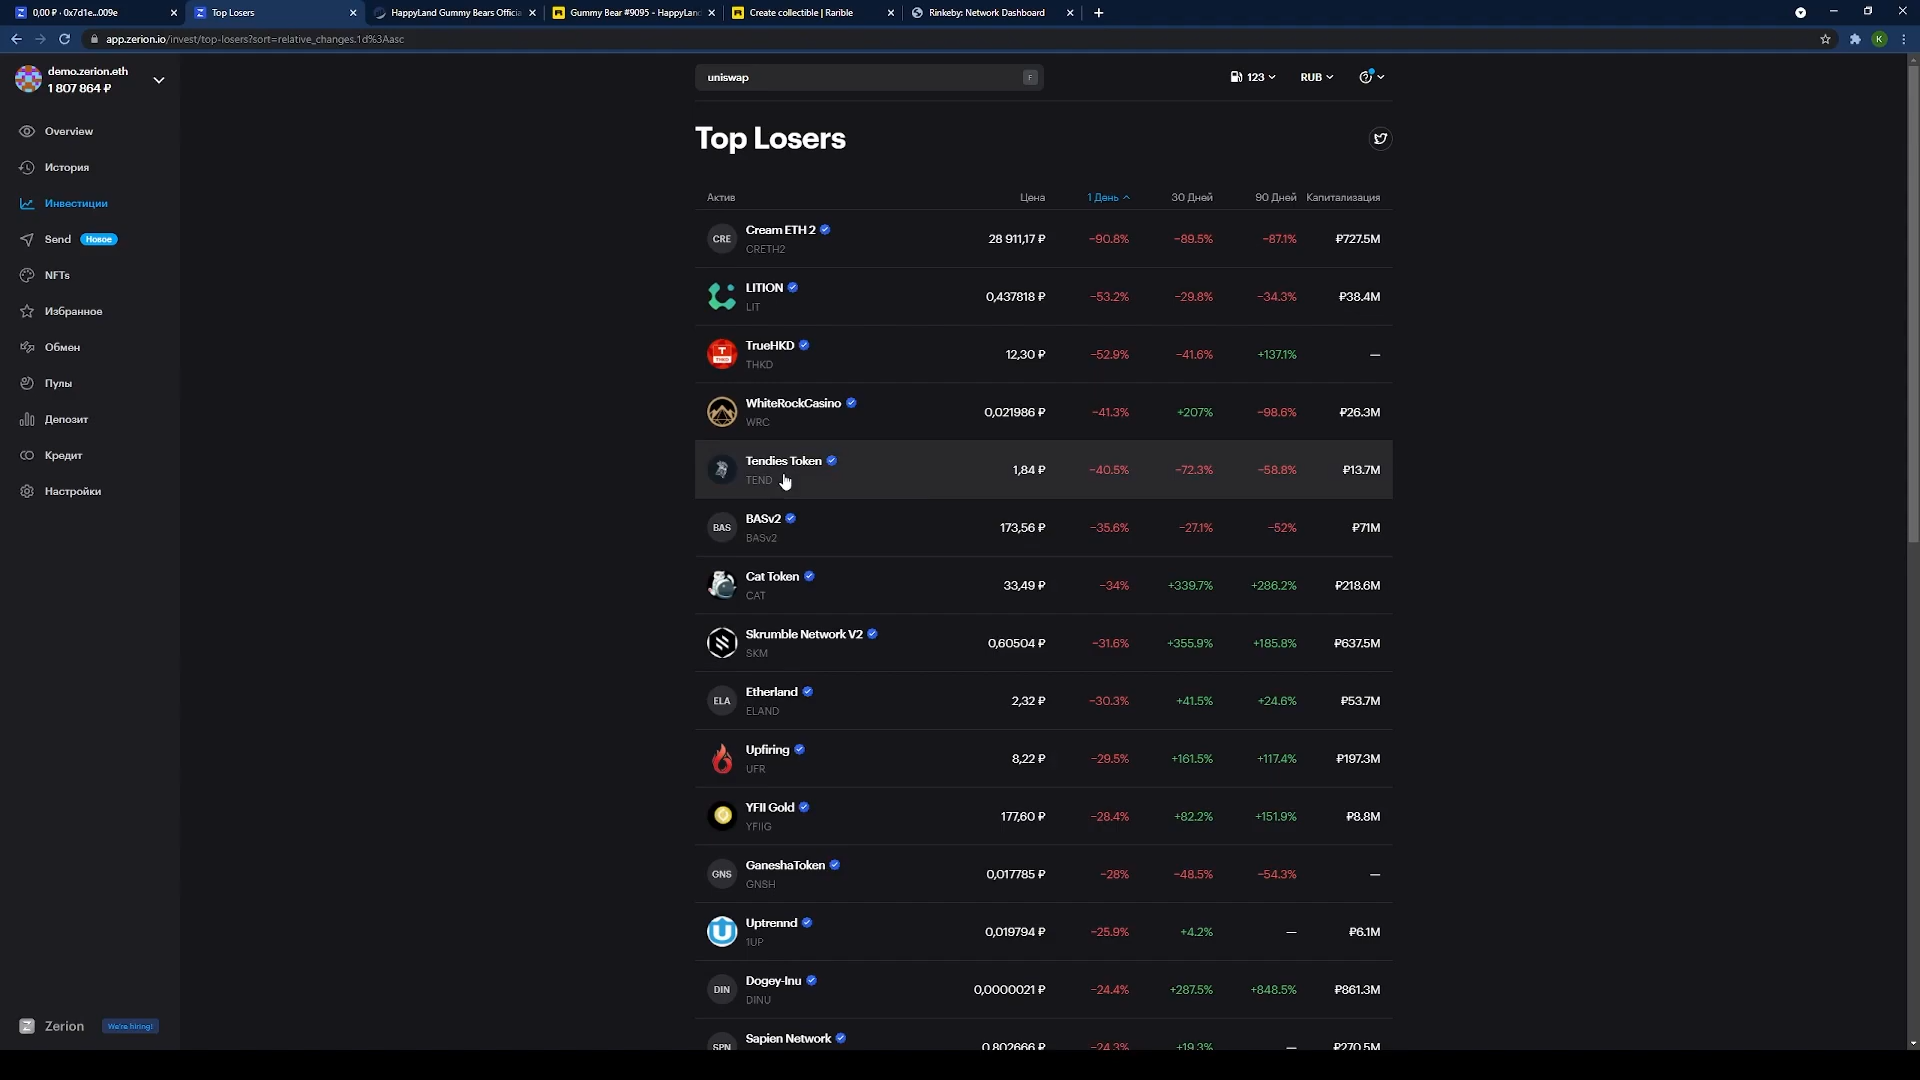 0,00 ₽ · 0x7d1e...009e
Top Losers
HappyLand Gummy Bears Officia
Gummy Bear #9095 - HappyLand
Create collectible | Rarible
Rinkeby: Network Dashboard
K
app.zerion.io/invest/top-losers?sort=relative_changes.1d%3Aasc
demo.zerion.eth
1 807 864 ₽
uniswap
F
123
RUB
Overview
История
Инвестиции
Send Новое
NFTs
Избранное
Обмен
Пулы
Депозит
Кредит
Настройки
Zerion We're hiring!
Top Losers
Актив Цена 1 День 30 Дней 90 Дней Капитализация
CRE Cream ETH 2 28 911,17 ₽ −90.8% −89.5% −87.1% ₽727.5M
CRETH2
LITION 0,437818 ₽ −53.2% −29.8% −34.3% ₽38.4M
LIT
TrueHKD 12,30 ₽ −52.9% −41.6% +137.1% —
THKD
WhiteRockCasino 0,021986 ₽ −41.3% +207% −98.6% ₽26.3M
WRC
Tendies Token 1,84 ₽ −40.5% −72.3% −58.8% ₽13.7M
TEND
BAS BASv2 173,56 ₽ −35.6% −27.1% −52% ₽71M
BASv2
Cat Token 33,49 ₽ −34% +339.7% +286.2% ₽218.6M
CAT
Skrumble Network V2 0,60504 ₽ −31.6% +355.9% +185.8% ₽637.5M
SKM
ELA Etherland 2,32 ₽ −30.3% +41.5% +24.6% ₽53.7M
ELAND
Upfiring 8,22 ₽ −29.5% +161.5% +117.4% ₽197.3M
UFR
YFII Gold 177,60 ₽ −28.4% +82.2% +151.9% ₽8.8M
YFIIG
GNS GaneshaToken 0,017785 ₽ −28% −48.5% −54.3% —
GNSH
Uptrennd 0,019794 ₽ −25.9% +4.2% — ₽6.1M
1UP
DIN Dogey-Inu 0,0000021 ₽ −24.4% +287.5% +848.5% ₽861.3M
DINU
SPN Sapien Network 0,802666 ₽ −24.3% +19.3% — ₽270.5M